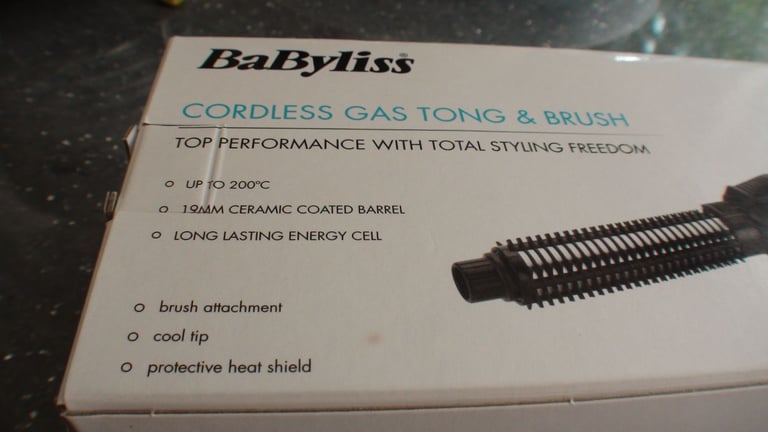 BaByliss®
CORDLESS GAS TONG & BRUSH
TOP PERFORMANCE WITH TOTAL STYLING FREEDOM
UP TO 200°C
19MM CERAMIC COATED BARREL
LONG LASTING ENERGY CELL
brush attachment
cool tip
protective heat shield